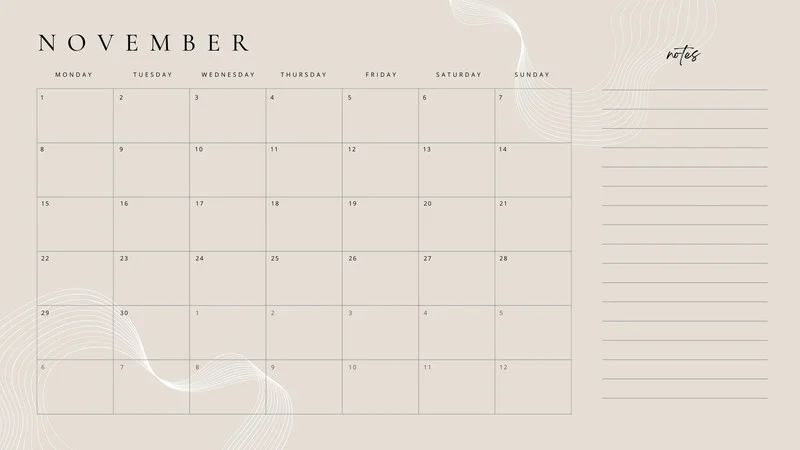 NOVEMBER
notes
MONDAY TUESDAY WEDNESDAY THURSDAY FRIDAY SATURDAY SUNDAY
1 2 3 4 5 6 7
8 9 10 11 12 13 14
15 16 17 18 19 20 21
22 23 24 25 26 27 28
29 30 1 2 3 4 5
6 7 8 9 10 11 12